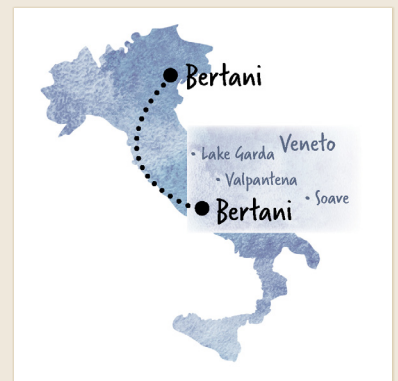 Bertani
Veneto
• Lake Garda
• Valpantena
• Soave
Bertani